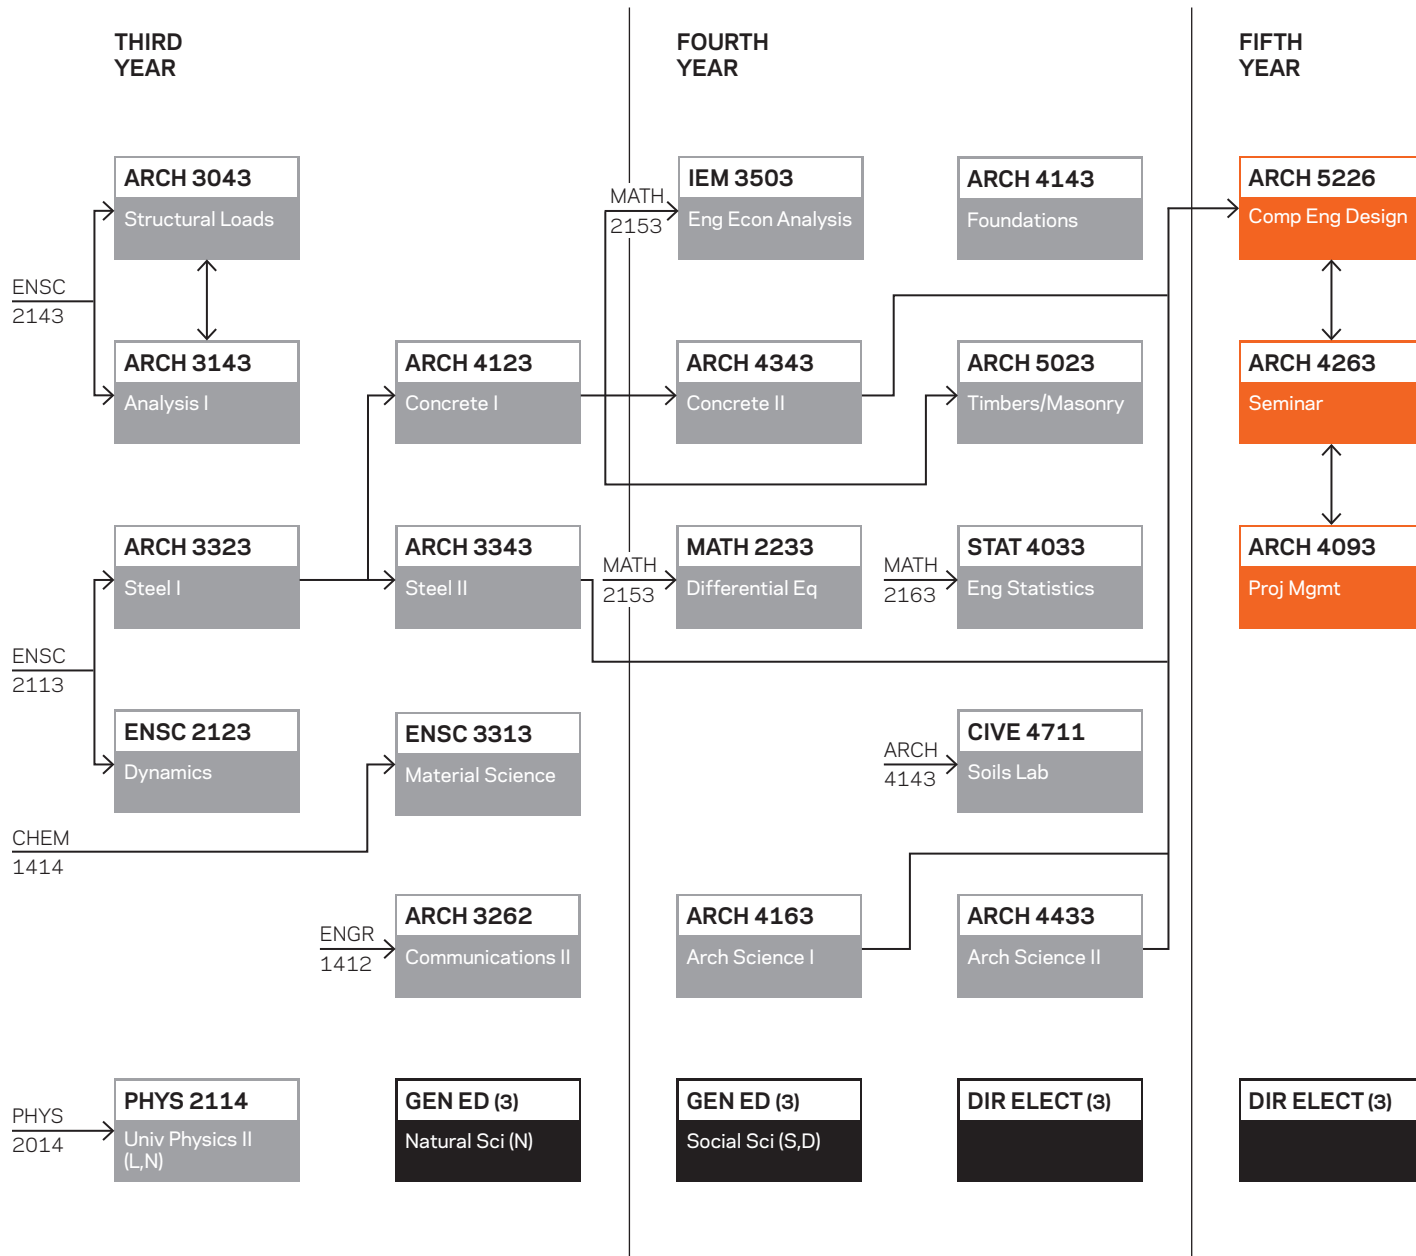 THIRD
YEAR
FOURTH
YEAR
FIFTH
YEAR
ARCH 3043
Structural Loads
MATH
2153
IEM 3503
Eng Econ Analysis
ARCH 4143
Foundations
ARCH 5226
Comp Eng Design
ENSC
2143
ARCH 3143
Analysis I
ARCH 4123
Concrete I
ARCH 4343
Concrete II
ARCH 5023
Timbers/Masonry
ARCH 4263
Seminar
ARCH 3323
Steel I
ARCH 3343
Steel II
MATH
2153
MATH 2233
Differential Eq
MATH
2163
STAT 4033
Eng Statistics
ARCH 4093
Proj Mgmt
ENSC
2113
ENSC 2123
Dynamics
ENSC 3313
Material Science
ARCH
4143
CIVE 4711
Soils Lab
CHEM
1414
ENGR
1412
ARCH 3262
Communications II
ARCH 4163
Arch Science I
ARCH 4433
Arch Science II
PHYS
2014
PHYS 2114
Univ Physics II
(L,N)
GEN ED (3)
Natural Sci (N)
GEN ED (3)
Social Sci (S,D)
DIR ELECT (3)
DIR ELECT (3)